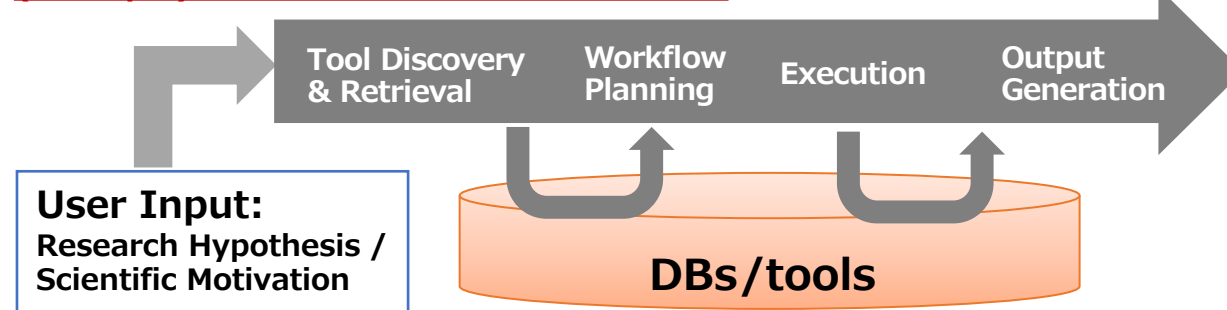 Tool Discovery
& Retrieval
Workflow
Planning
Execution
Output
Generation
User Input:
Research Hypothesis /
Scientific Motivation
DBs/tools